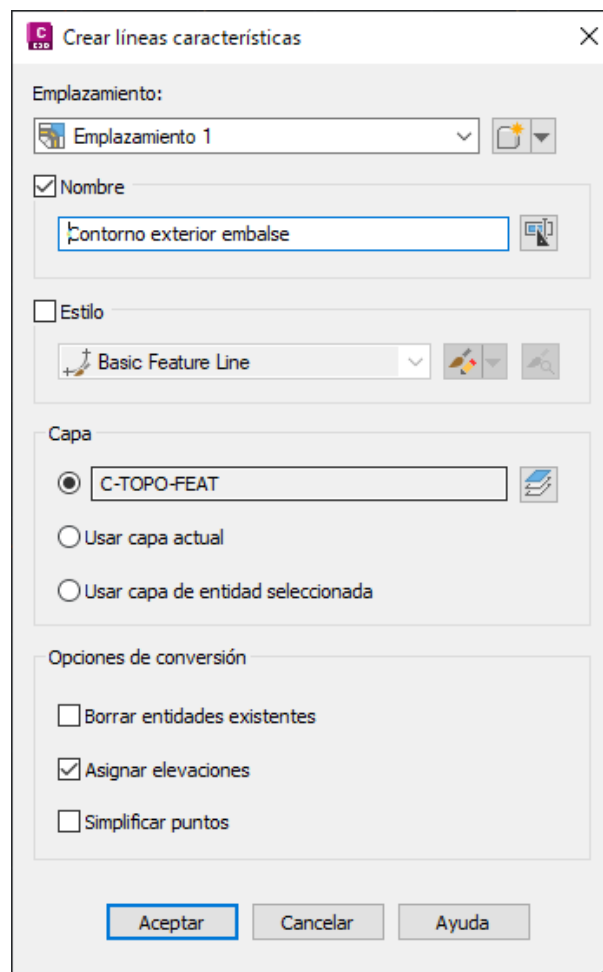 C
C3D
Crear líneas características
Emplazamiento:
Emplazamiento 1
Nombre
Contorno exterior embalse
Estilo
Basic Feature Line
Capa
C-TOPO-FEAT
Usar capa actual
Usar capa de entidad seleccionada
Opciones de conversión
Borrar entidades existentes
Asignar elevaciones
Simplificar puntos
Aceptar
Cancelar
Ayuda